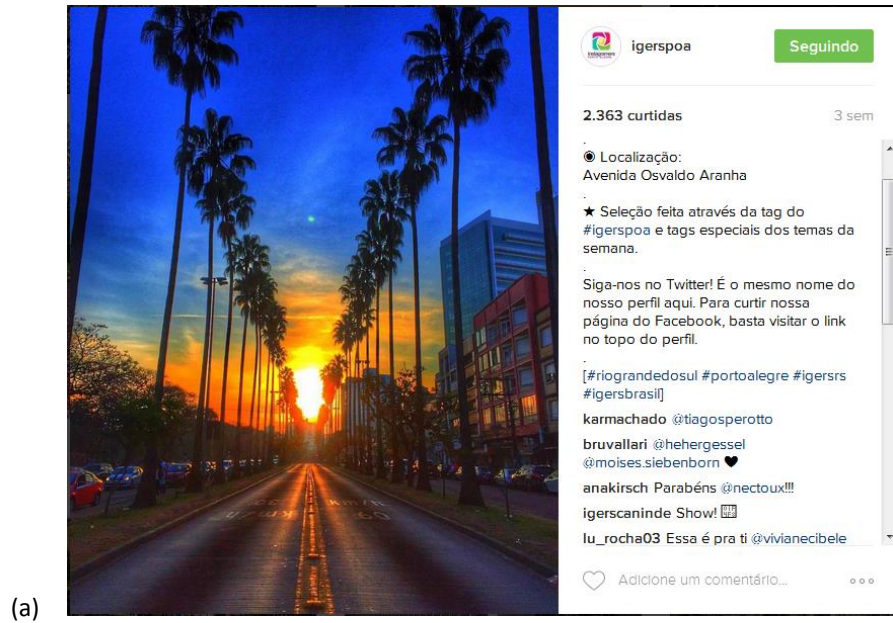 igerspoa
Seguindo
2.363 curtidas
3 sem
.
◉ Localização:
Avenida Osvaldo Aranha
.
★ Seleção feita através da tag do
#igerspoa e tags especiais dos temas da
semana.
.
Siga-nos no Twitter! É o mesmo nome do
nosso perfil aqui. Para curtir nossa
página do Facebook, basta visitar o link
no topo do perfil.
.
[#riograndedosul #portoalegre #igersrs
#igersbrasil]
karmachado @tiagosperotto
bruvallari @hehergessel
@moises.siebenborn ♥
anakirsch Parabéns @nectoux!!!
igerscaninde Show!
lu_rocha03 Essa é pra ti @vivianecibele
Adicione um comentário...
(a)